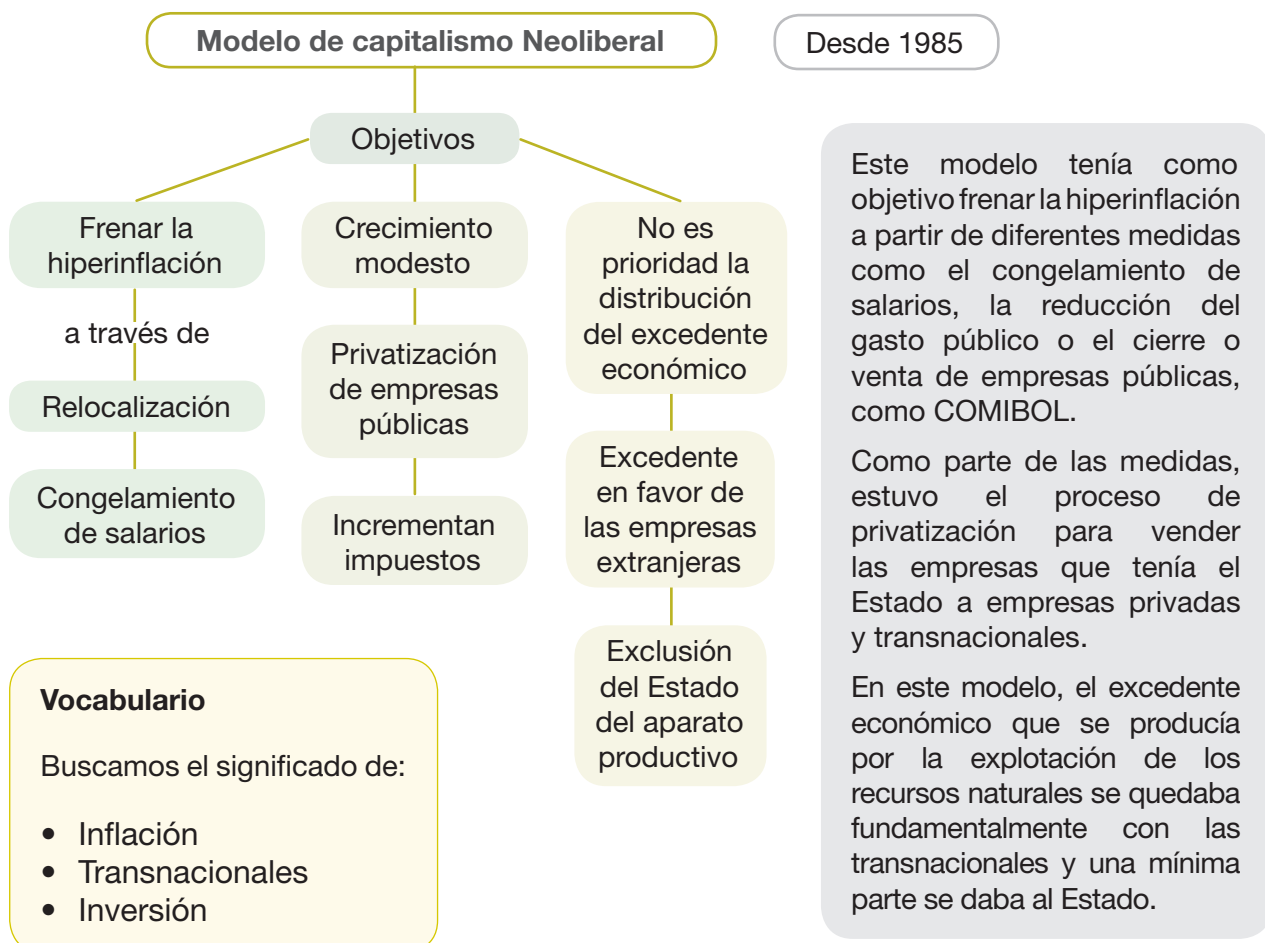 Modelo de capitalismo Neoliberal
Desde 1985
Objetivos
Frenar la
hiperinflación
a través de
Relocalización
Congelamiento
de salarios
Crecimiento
modesto
Privatización
de empresas
públicas
Incrementan
impuestos
No es
prioridad la
distribución
del excedente
económico
Excedente
en favor de
las empresas
extranjeras
Exclusión
del Estado
del aparato
productivo
Este modelo tenía como
objetivo frenar la hiperinflación
a partir de diferentes medidas
como el congelamiento de
salarios, la reducción del
gasto público o el cierre o
venta de empresas públicas,
como COMIBOL.
Como parte de las medidas,
estuvo el proceso de
privatización para vender
las empresas que tenía el
Estado a empresas privadas
y transnacionales.
En este modelo, el excedente
económico que se producía
por la explotación de los
recursos naturales se quedaba
fundamentalmente con las
transnacionales y una mínima
parte se daba al Estado.
Vocabulario
Buscamos el significado de:
• Inflación
• Transnacionales
• Inversión